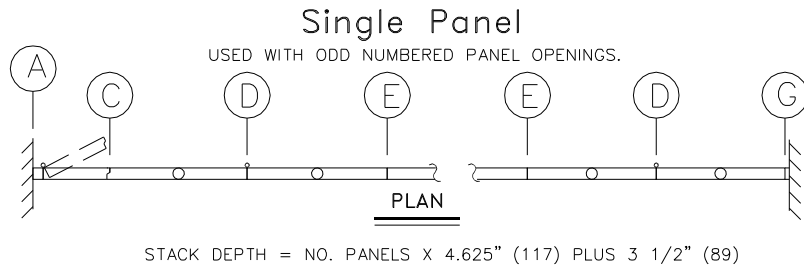 Single Panel
USED WITH ODD NUMBERED PANEL OPENINGS.
A
C D E E D G
PLAN
STACK DEPTH = NO. PANELS X 4.625” (117) PLUS 3 1/2” (89)